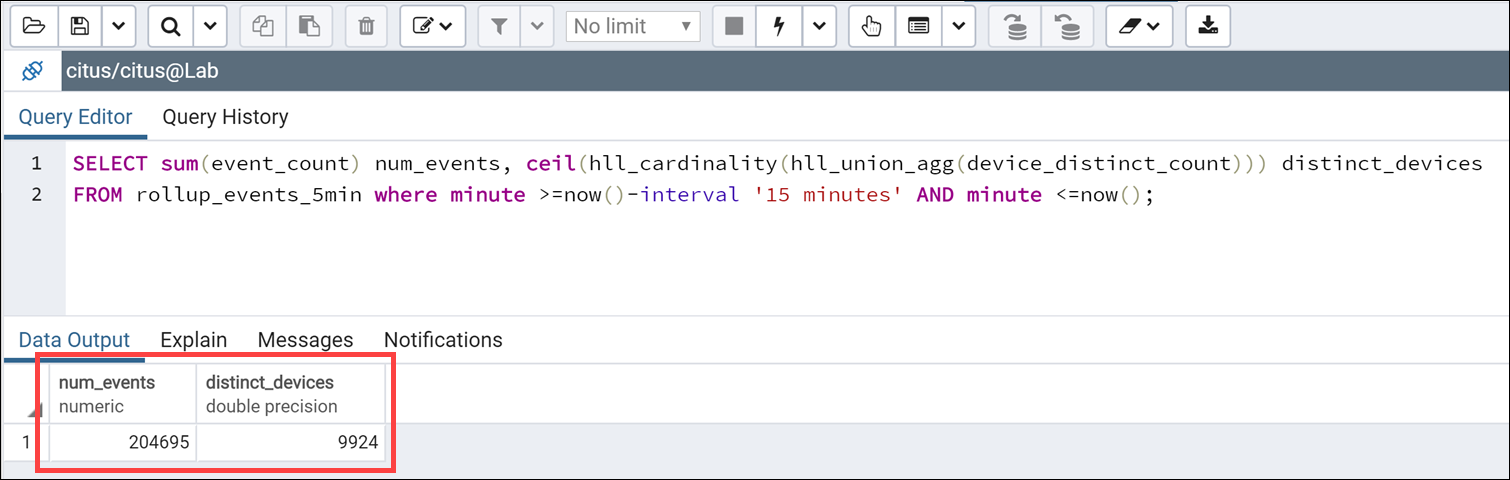 No limit
citus/citus@Lab
Query Editor Query History
1 SELECT sum(event_count) num_events, ceil(hll_cardinality(hll_union_agg(device_distinct_count))) distinct_devices
2 FROM rollup_events_5min where minute >=now()-interval '15 minutes' AND minute <=now();
Data Output Explain Messages Notifications
num_events distinct_devices
numeric double precision
1 204695 9924